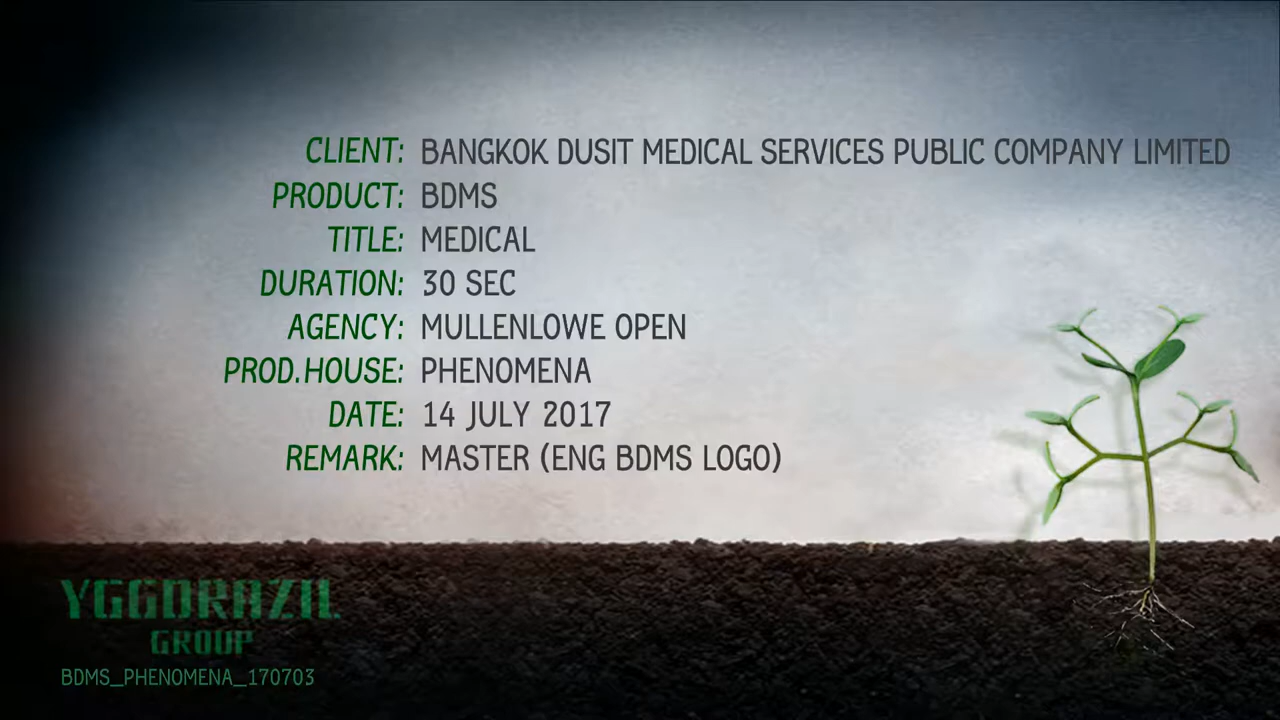 CLIENT: BANGKOK DUSIT MEDICAL SERVICES PUBLIC COMPANY LIMITED
PRODUCT: BDMS
TITLE: MEDICAL
DURATION: 30 SEC
AGENCY: MULLENLOWE OPEN
PROD.HOUSE: PHENOMENA
DATE: 14 JULY 2017
REMARK: MASTER (ENG BDMS LOGO)
YGGDRAZIL
GROUP
BDMS_PHENOMENA_170703